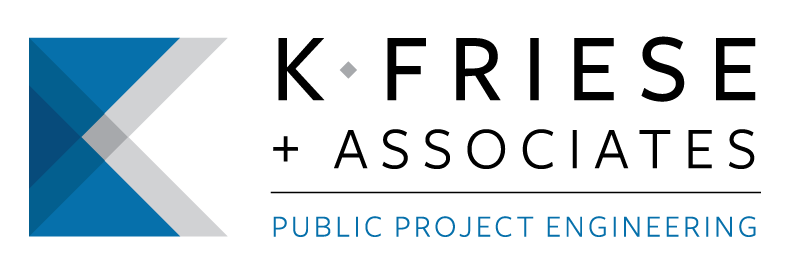 K◆FRIESE
+ ASSOCIATES
PUBLIC PROJECT ENGINEERING